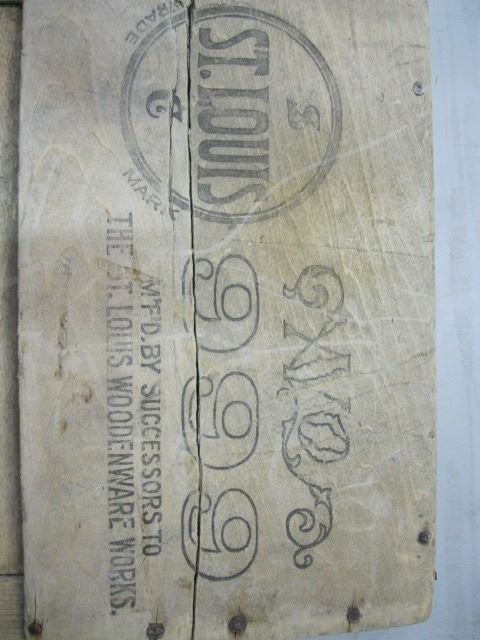 S
ST. LOUIS
TRADE MARK
No
999
M'F'D. BY SUCCESSORS TO
THE ST. LOUIS WOODENWARE WORKS.